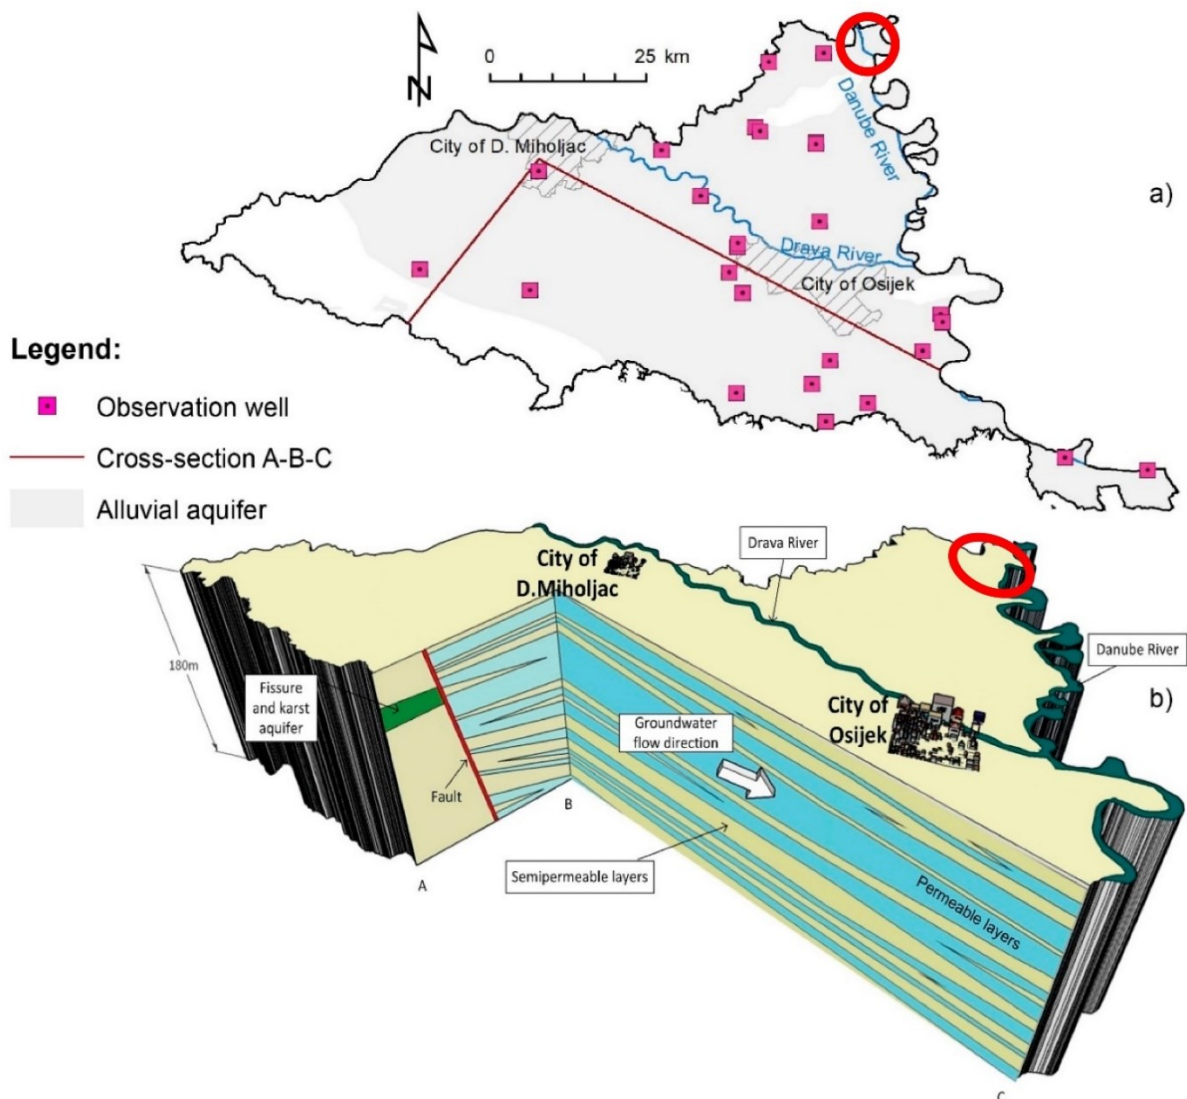 N
0
25 km
a)
City of D. Miholjac
Danube River
Drava River
City of Osijek
Legend:
Observation well
Cross-section A-B-C
Alluvial aquifer
City of
D.Miholjac
Drava River
180m
Fissure
and karst
aquifer
Danube River
b)
City of
Osijek
Groundwater
flow direction
Fault
B
Semipermeable layers
A
Permeable layers
C